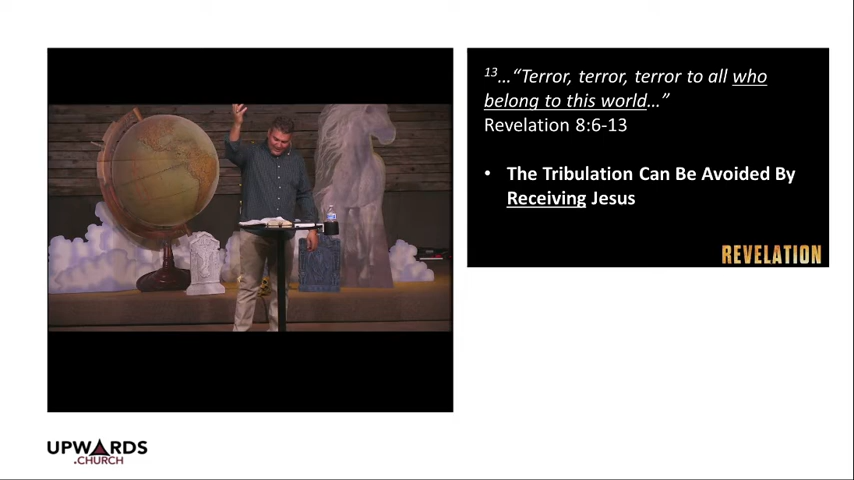 ¹³…“Terror, terror, terror to all who
belong to this world…”
Revelation 8:6-13
• The Tribulation Can Be Avoided By
Receiving Jesus
REVELATION
UPWARDS
.CHURCH